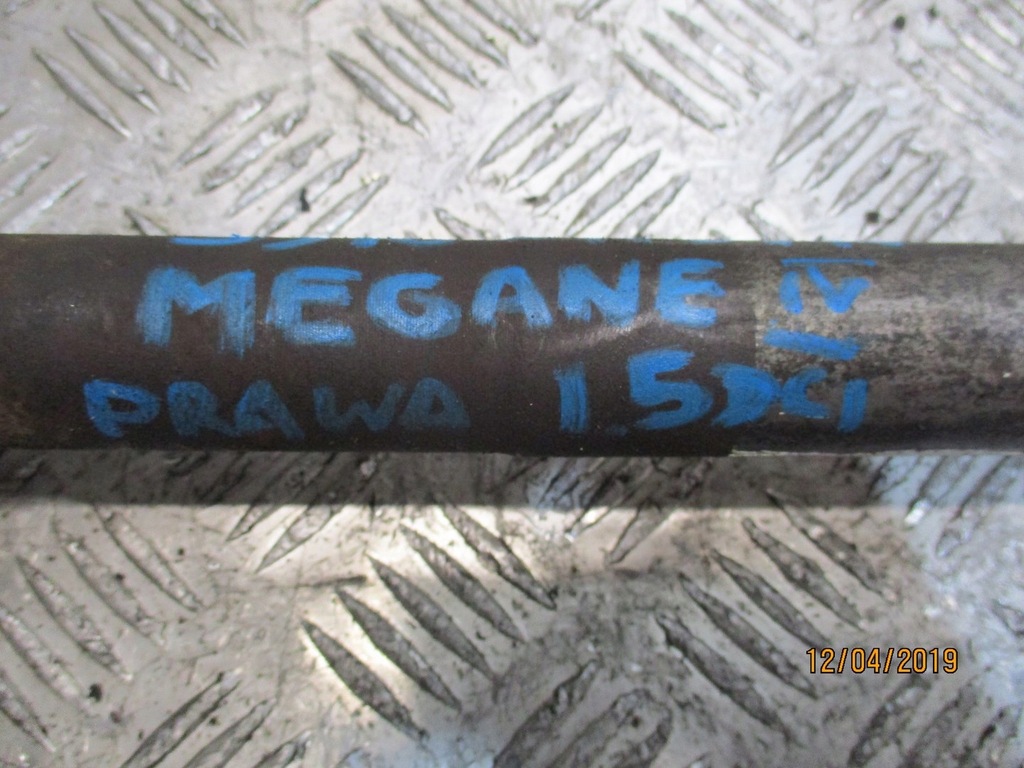 MEGANE IV
PRAWA 1.5DCI
12/04/2019